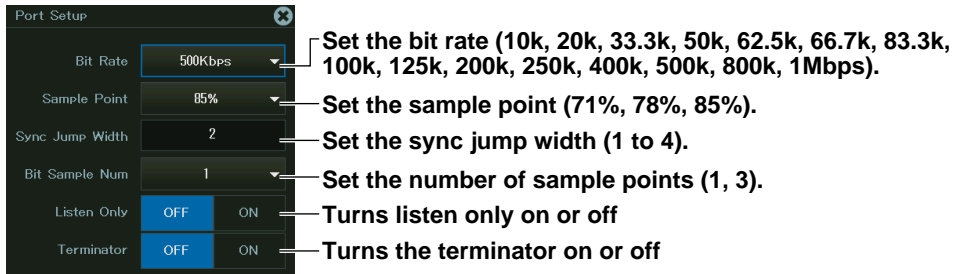 Port Setup
Bit Rate 500Kbps Set the bit rate (10k, 20k, 33.3k, 50k, 62.5k, 66.7k, 83.3k,
100k, 125k, 200k, 250k, 400k, 500k, 800k, 1Mbps).
Sample Point 85% Set the sample point (71%, 78%, 85%).
Sync Jump Width 2 Set the sync jump width (1 to 4).
Bit Sample Num 1 Set the number of sample points (1, 3).
Listen Only OFF ON Turns listen only on or off
Terminator OFF ON Turns the terminator on or off